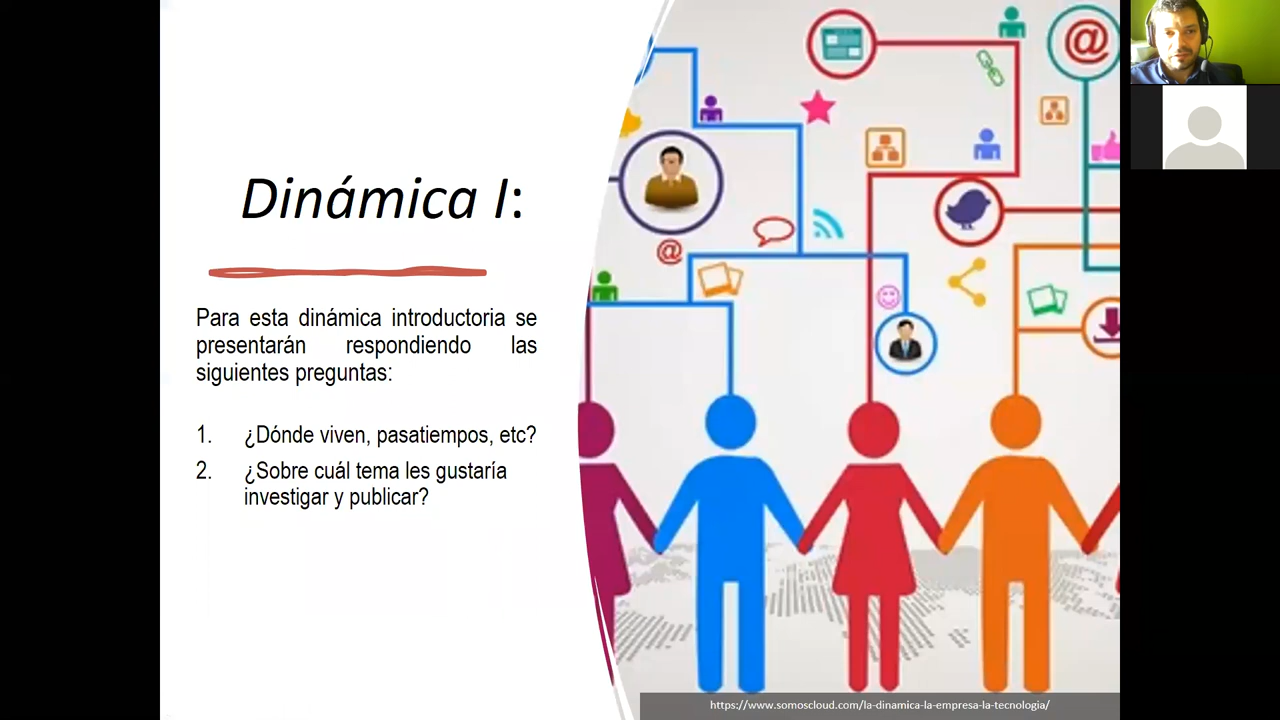 Dinámica I:
Para esta dinámica introductoria se
presentarán respondiendo las
siguientes preguntas:
1. ¿Dónde viven, pasatiempos, etc?
2. ¿Sobre cuál tema les gustaría
investigar y publicar?
@
@
https://www.somoscloud.com/la-dinamica-la-empresa-la-tecnologia/